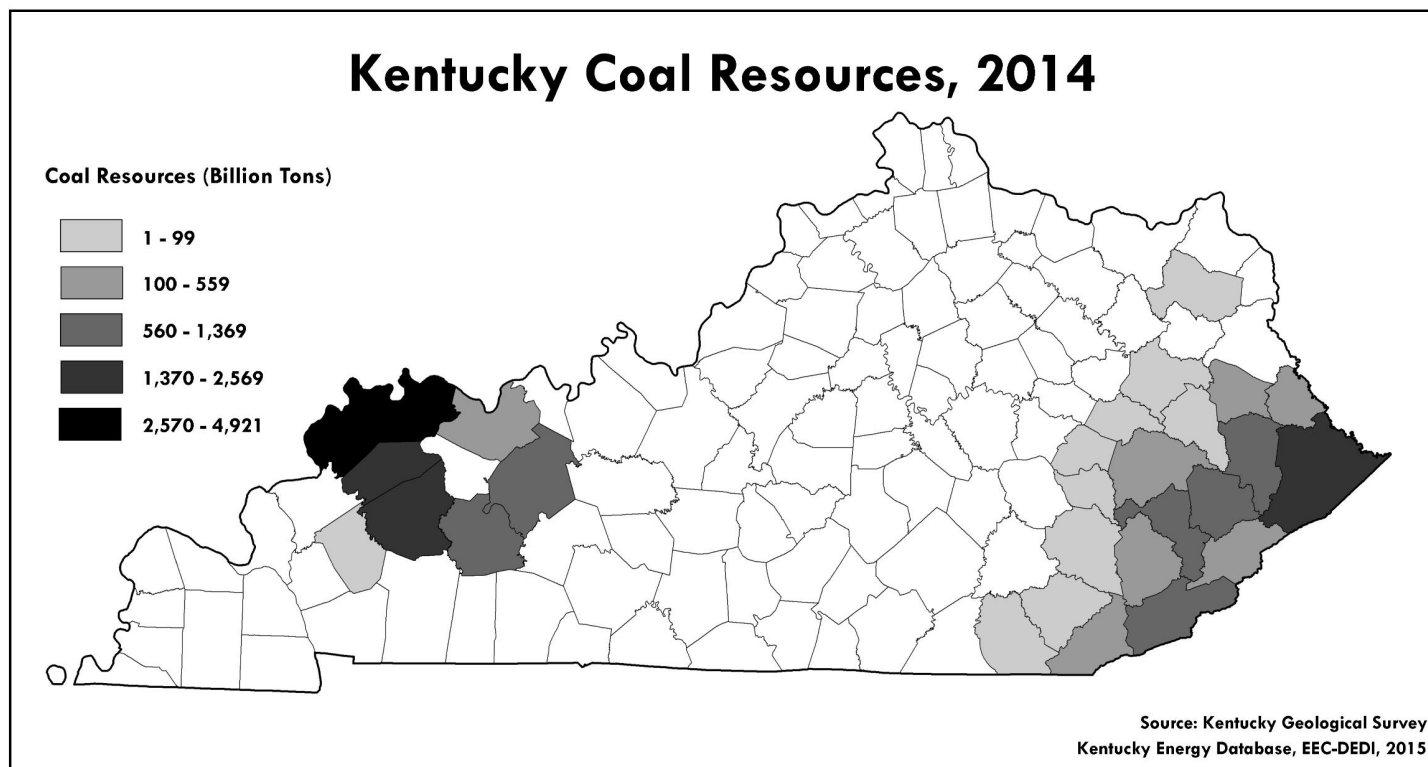 Kentucky Coal Resources, 2014
Coal Resources (Billion Tons)
1 - 99
100 - 559
560 - 1,369
1,370 - 2,569
2,570 - 4,921
Source: Kentucky Geological Survey
Kentucky Energy Database, EEC-DEDI, 2015